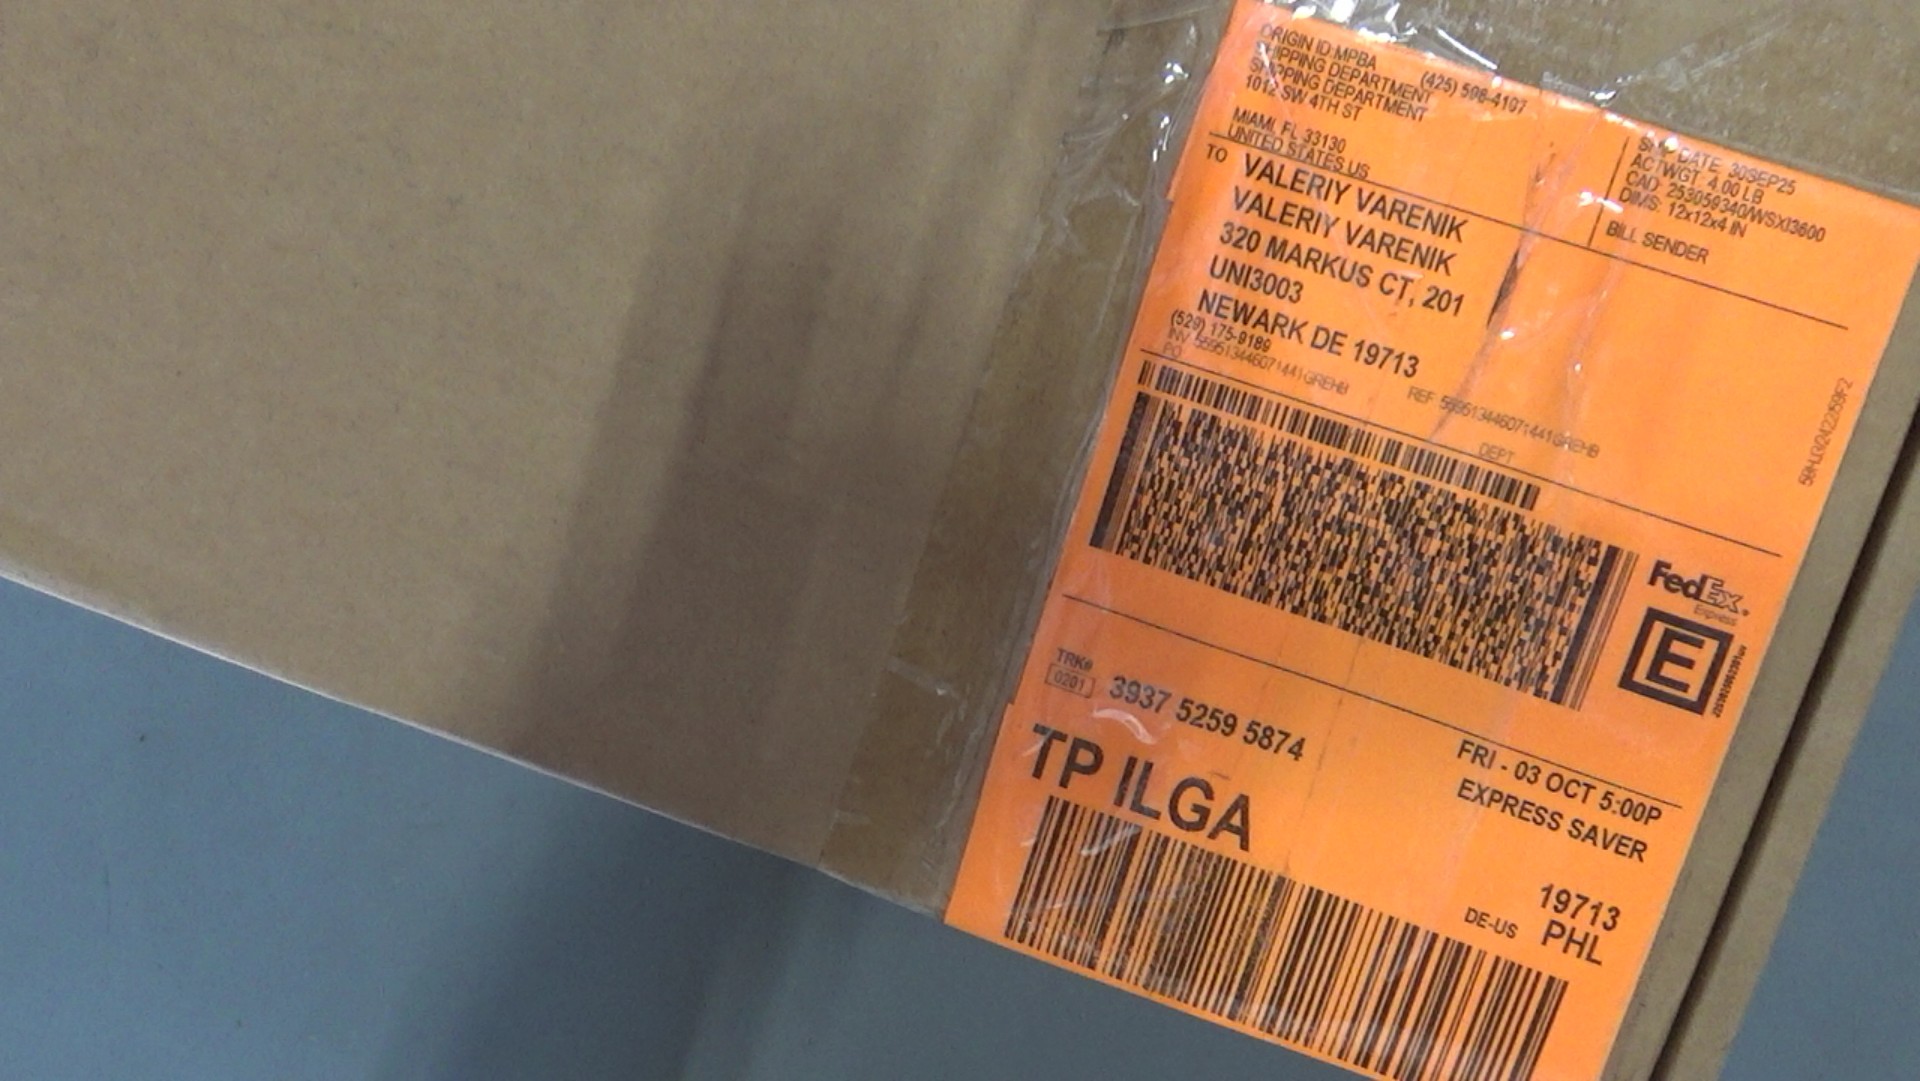 ORIGIN ID:MPBA (425) 598-4107
SHIPPING DEPARTMENT
SHIPPING DEPARTMENT
1012 SW 4TH ST
MIAMI, FL 33130
UNITED STATES US
SHIP DATE: 30SEP25
ACTWGT: 4.00 LB
CAD: 253059340/WSXI3600
DIMS: 12x12x4 IN
BILL SENDER
TO VALERIY VARENIK
VALERIY VARENIK
320 MARKUS CT, 201
UNI3003
NEWARK DE 19713
(529) 175-9189
INV:
REF:
PO:
DEPT:
FedEx
Express
E
TRK#
0201
3937 5259 5874
FRI - 03 OCT 5:00P
EXPRESS SAVER
TP ILGA
19713
DE-US PHL